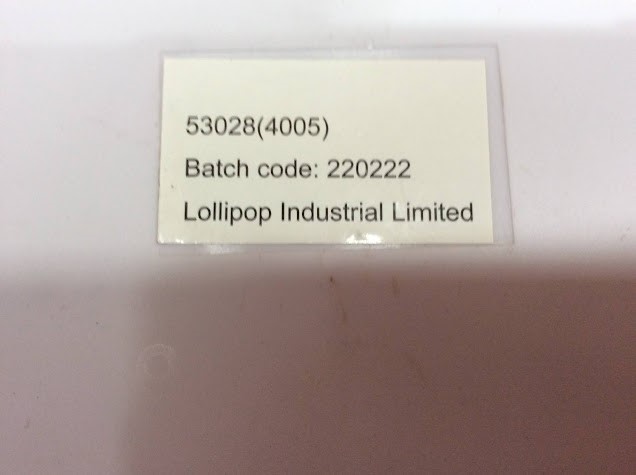 53028(4005)
Batch code: 220222
Lollipop Industrial Limited